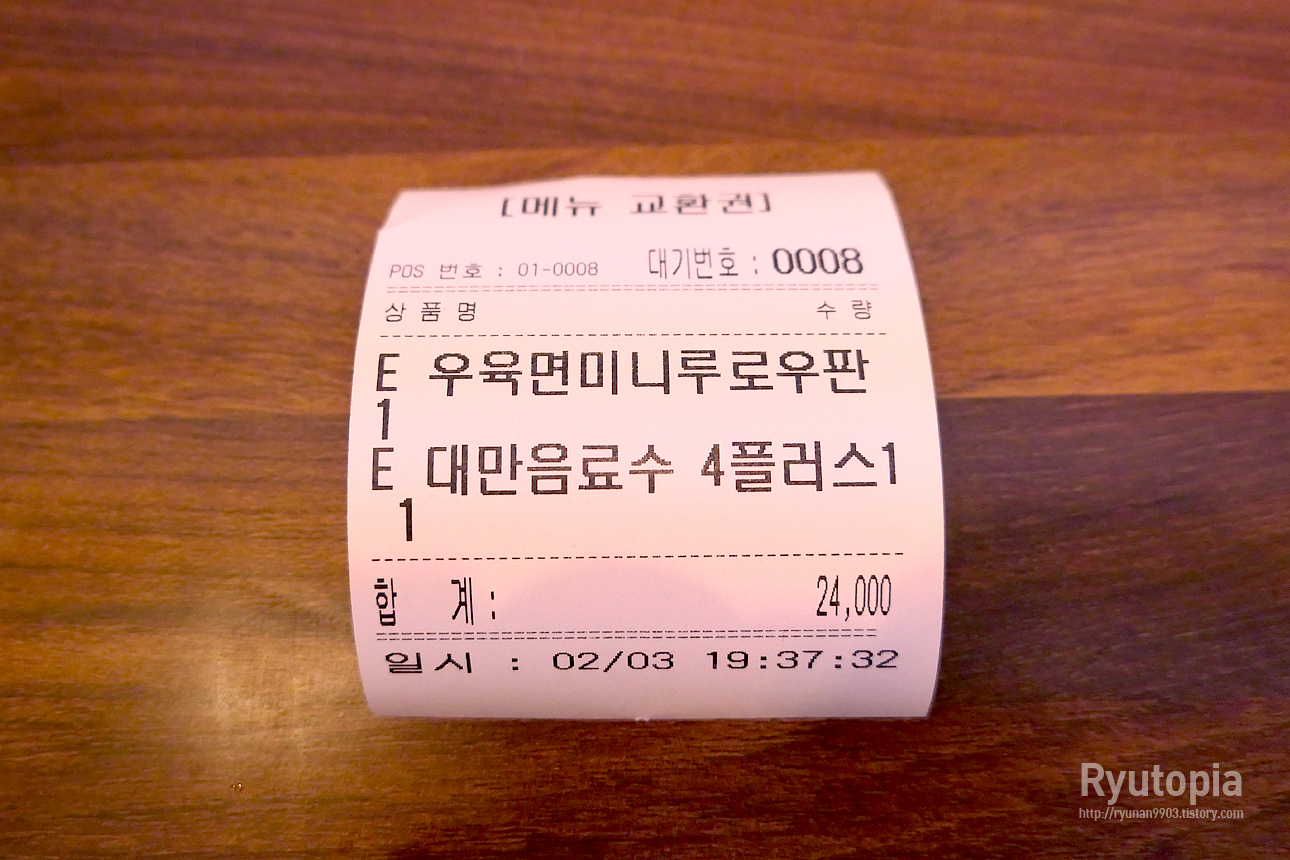 [메뉴 교환권]
POS 번호 : 01-0008 대기번호 : 0008
상 품 명 수 량
E 우육면미니루로우판
1
E 대만음료수 4플러스1
1
합 계 : 24,000
일시 : 02/03 19:37:32
Ryutopia
http://ryunan9903.tistory.com